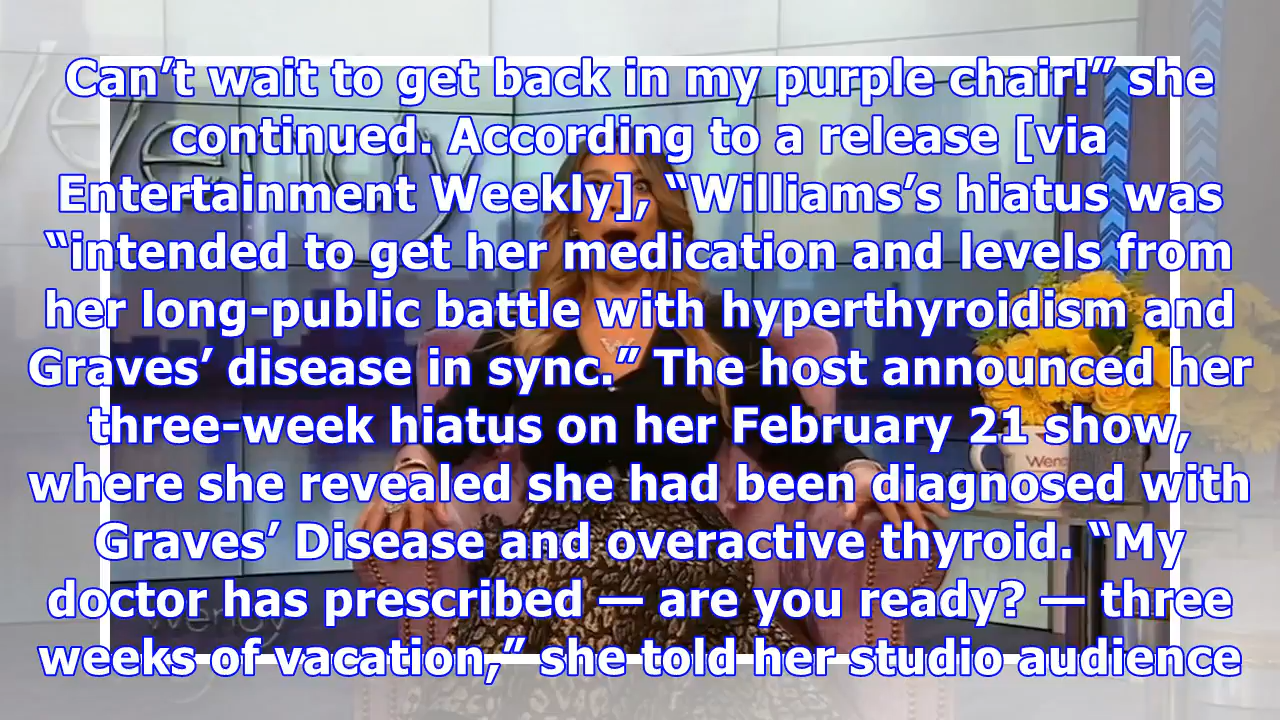 Can’t wait to get back in my purple chair!” she
continued. According to a release [via
Entertainment Weekly], “Williams’s hiatus was
“intended to get her medication and levels from
her long-public battle with hyperthyroidism and
Graves’ disease in sync.” The host announced her
three-week hiatus on her February 21 show,
where she revealed she had been diagnosed with
Graves’ Disease and overactive thyroid. “My
doctor has prescribed — are you ready? — three
weeks of vacation,” she told her studio audience
Wendy